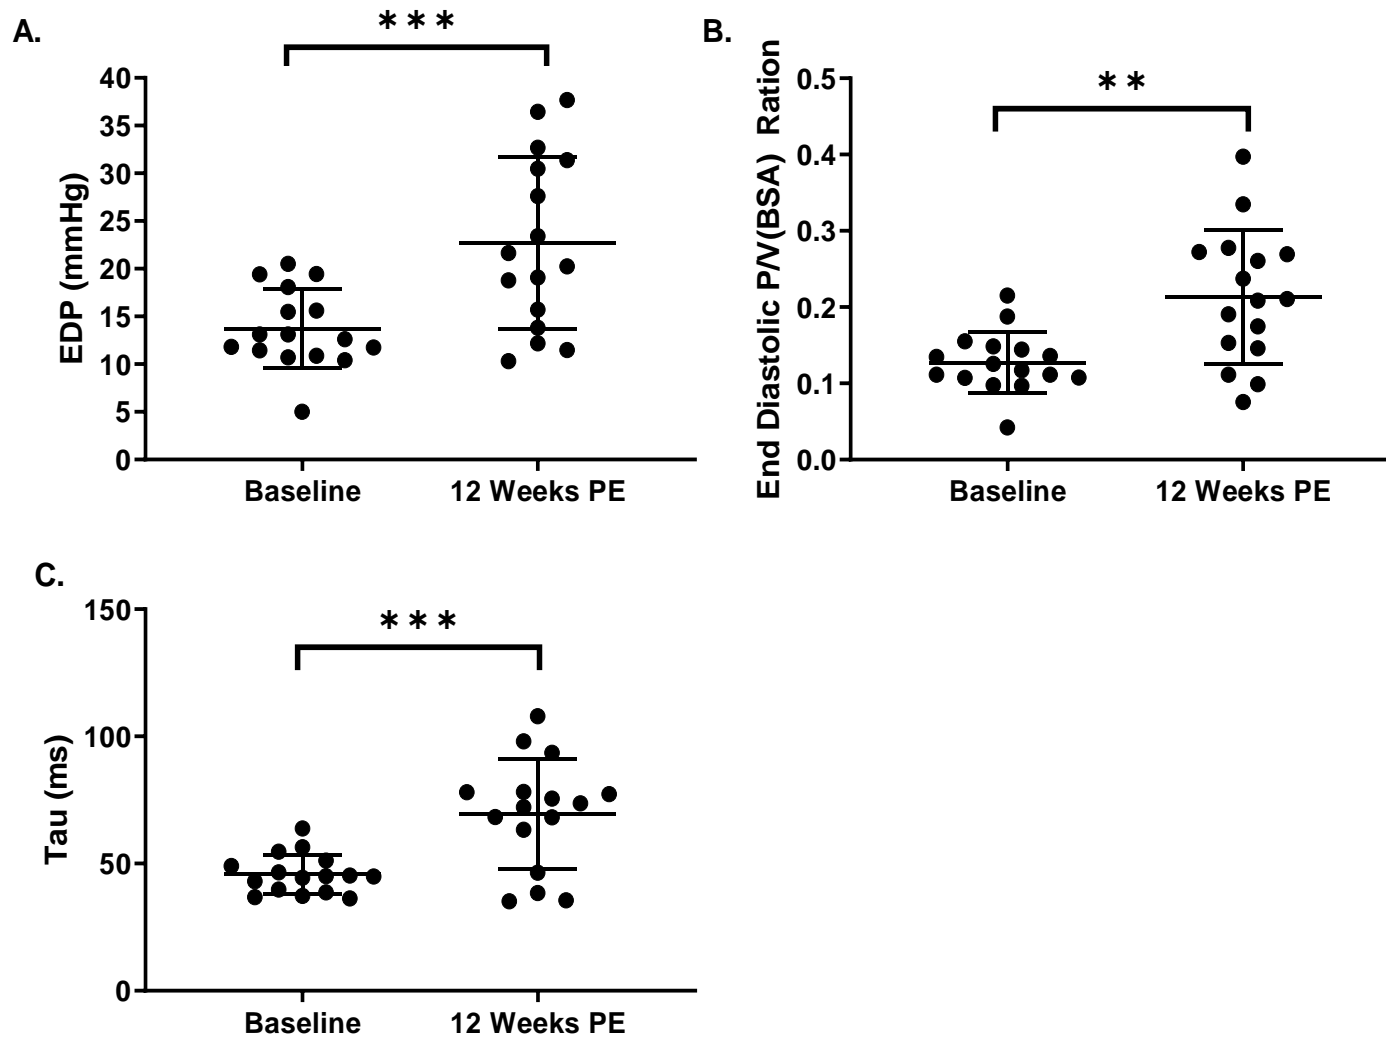 A.
***
EDP (mmHg)
40
35
30
25
20
15
10
5
0
Baseline 12 Weeks PE
B.
**
End Diastolic P/V(BSA) Ration
0.5
0.4
0.3
0.2
0.1
0.0
Baseline 12 Weeks PE
C.
***
Tau (ms)
150
100
50
0
Baseline 12 Weeks PE